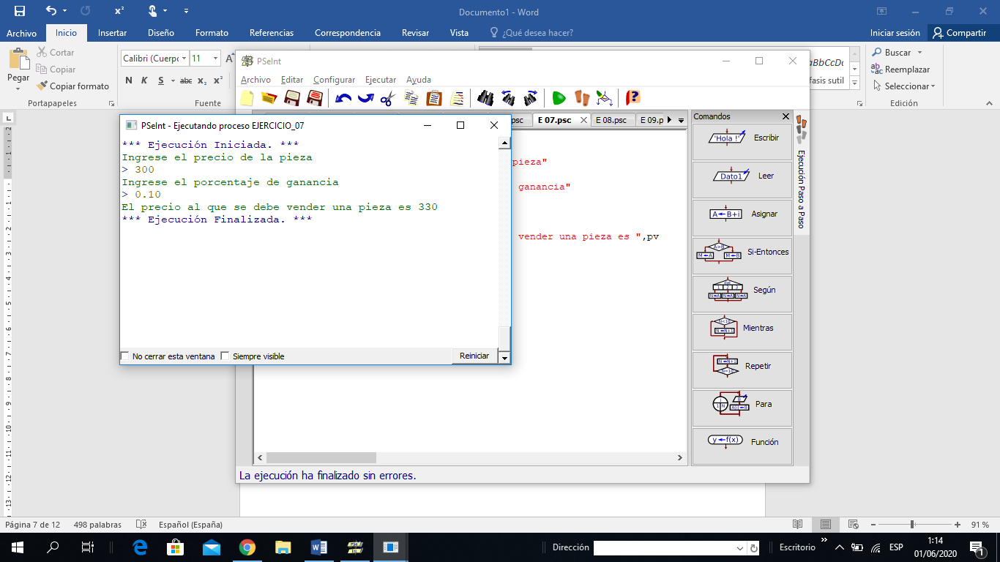 Documento1 - Word
Archivo Inicio Insertar Diseño Formato Referencias Correspondencia Revisar Vista ¿Qué desea hacer? Iniciar sesión Compartir
Pegar
Cortar
Copiar
Copiar formato
Portapapeles
Calibri (Cuerpo 11 A
N K S abc x₂ x²
Fuente
aBbCcDc
fasis sutil
Buscar
Reemplazar
Seleccionar
Edición
PSeInt
Archivo Editar Configurar Ejecutar Ayuda
.psc E 07.psc E 08.psc E 09.p
pieza"
ganancia"
vender una pieza es ",pv
PSeInt - Ejecutando proceso EJERCICIO_07
*** Ejecución Iniciada. ***
Ingrese el precio de la pieza
> 300
Ingrese el porcentaje de ganancia
> 0.10
El precio al que se debe vender una pieza es 330
*** Ejecución Finalizada. ***
No cerrar esta ventana Siempre visible Reiniciar
Comandos
'Hola !' Escribir
Dato1 Leer
A←B+i Asignar
A>B M←A M←B Si-Entonces
Según
Mientras
Repetir
Para
y←f(x) Función
Ejecución Paso a Paso
La ejecución ha finalizado sin errores.
Página 7 de 12 498 palabras Español (España) 91 %
Dirección Escritorio ESP
1:14
01/06/2020
1